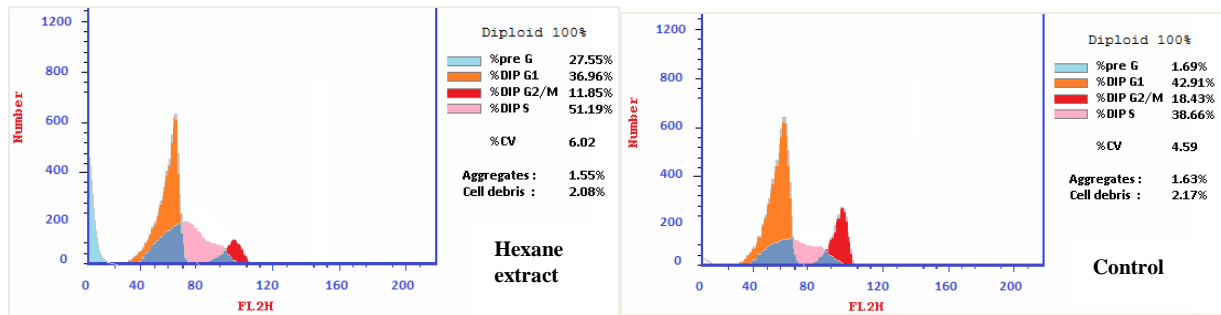 1200
800
600
400
200
0
Number
40
80
120
160
200
FL2H
Diploid 100%
%pre G 27.55%
%DIP G1 36.96%
%DIP G2/M 11.85%
%DIP S 51.19%
%CV 6.02
Aggregates : 1.55%
Cell debris : 2.08%
Hexane
extract
1200
800
600
400
200
0
Number
40
80
120
160
200
FL2H
Diploid 100%
%pre G 1.69%
%DIP G1 42.91%
%DIP G2/M 18.43%
%DIP S 38.66%
%CV 4.59
Aggregates : 1.63%
Cell debris : 2.17%
Control